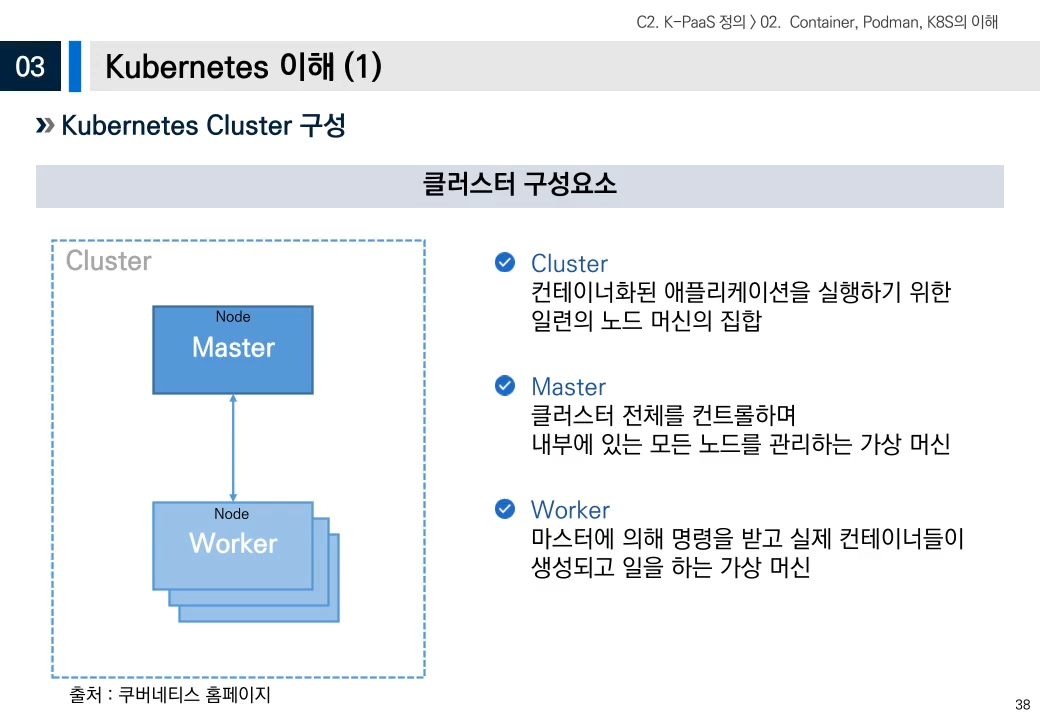 C2. K-PaaS 정의 > 02. Container, Podman, K8S의 이해
03
Kubernetes 이해 (1)
Kubernetes Cluster 구성
클러스터 구성요소
Cluster
Node
Master
Node
Worker
출처 : 쿠버네티스 홈페이지
Cluster
컨테이너화된 애플리케이션을 실행하기 위한
일련의 노드 머신의 집합
Master
클러스터 전체를 컨트롤하며
내부에 있는 모든 노드를 관리하는 가상 머신
Worker
마스터에 의해 명령을 받고 실제 컨테이너들이
생성되고 일을 하는 가상 머신
38